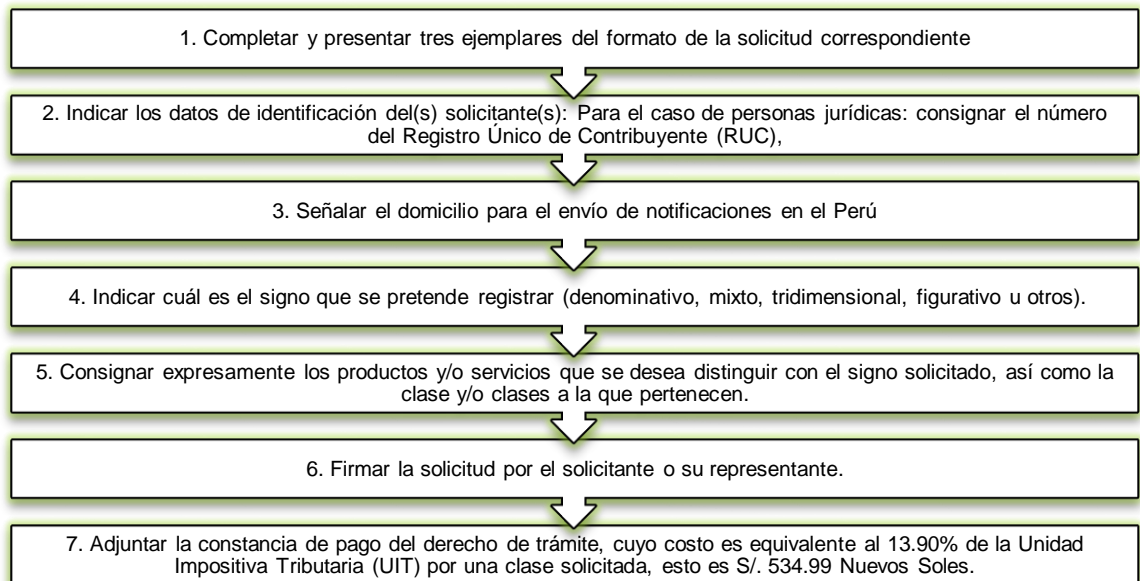 1. Completar y presentar tres ejemplares del formato de la solicitud correspondiente
2. Indicar los datos de identificación del(s) solicitante(s): Para el caso de personas jurídicas: consignar el número
del Registro Único de Contribuyente (RUC),
3. Señalar el domicilio para el envío de notificaciones en el Perú
4. Indicar cuál es el signo que se pretende registrar (denominativo, mixto, tridimensional, figurativo u otros).
5. Consignar expresamente los productos y/o servicios que se desea distinguir con el signo solicitado, así como la
clase y/o clases a la que pertenecen.
6. Firmar la solicitud por el solicitante o su representante.
7. Adjuntar la constancia de pago del derecho de trámite, cuyo costo es equivalente al 13.90% de la Unidad
Impositiva Tributaria (UIT) por una clase solicitada, esto es S/. 534.99 Nuevos Soles.